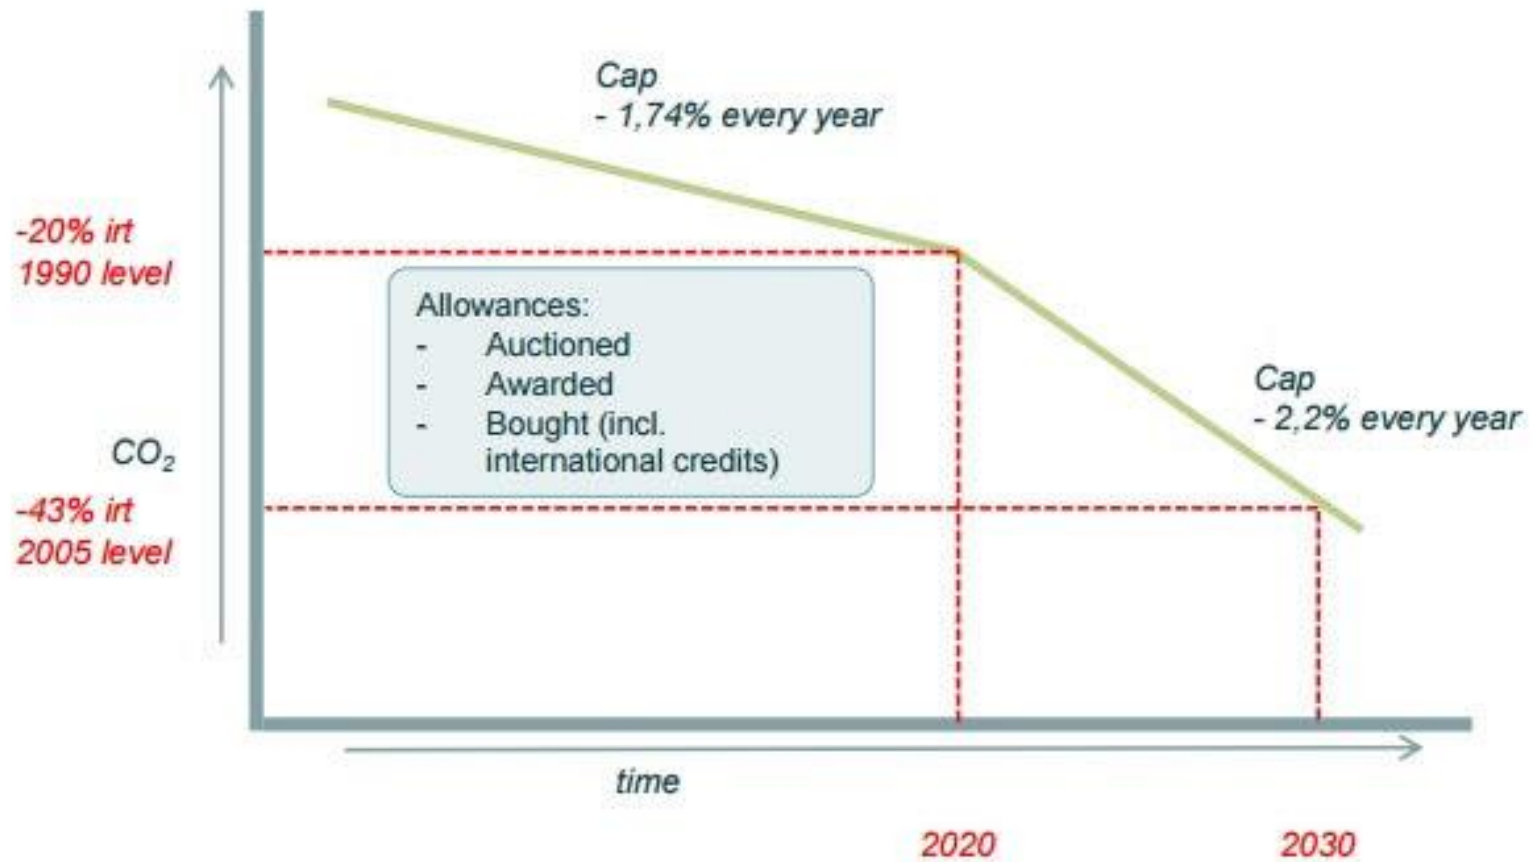 Cap
- 1,74% every year
-20% irt
1990 level
Allowances:
- Auctioned
- Awarded
- Bought (incl.
international credits)
Cap
- 2,2% every year
CO₂
-43% irt
2005 level
time
2020
2030